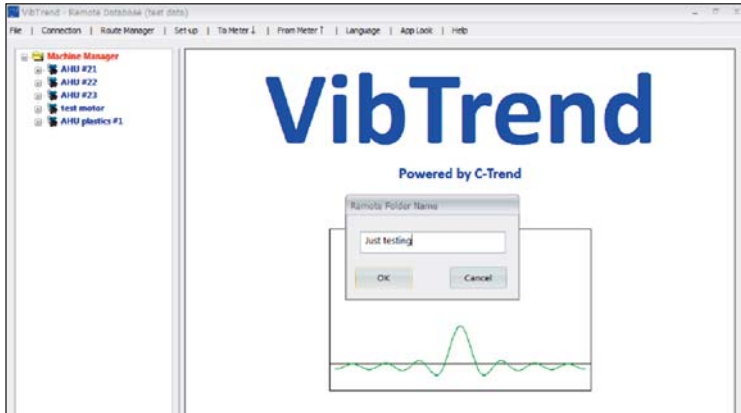 VibTrend - Remote Database (test data)
File | Connection | Route Manager | Set-up | To Meter ↓ | From Meter ↑ | Language | App Look | Help
Machine Manager
AHU #21
AHU #22
AHU #23
test motor
AHU plastics #1
VibTrend
Powered by C-Trend
Remote Folder Name
Just testing
OK
Cancel